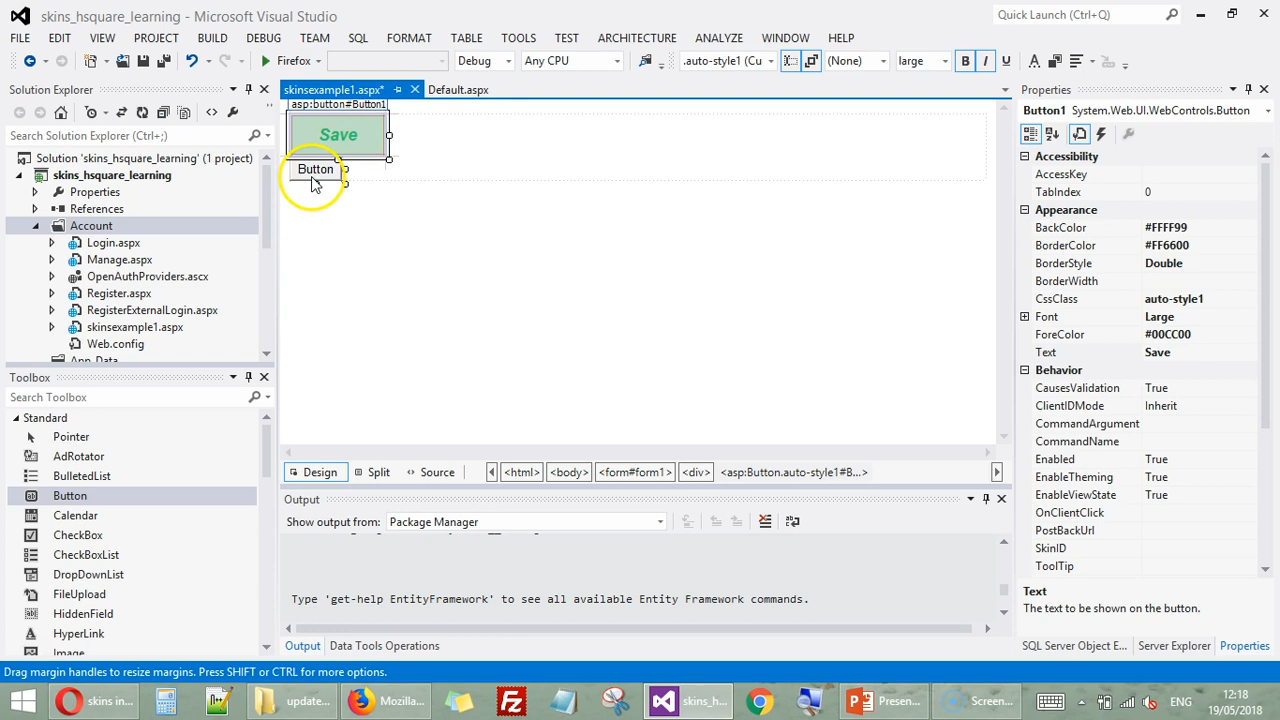 skins_hsquare_learning - Microsoft Visual Studio
Quick Launch (Ctrl+Q)
FILE EDIT VIEW PROJECT BUILD DEBUG TEAM SQL FORMAT TABLE TOOLS TEST ARCHITECTURE ANALYZE WINDOW HELP
Firefox Debug Any CPU .auto-style1 (Cu (None) large B I U A
Solution Explorer
Search Solution Explorer (Ctrl+;)
Solution 'skins_hsquare_learning' (1 project)
skins_hsquare_learning
Properties
References
Account
Login.aspx
Manage.aspx
OpenAuthProviders.ascx
Register.aspx
RegisterExternalLogin.aspx
skinsexample1.aspx
Web.config
App_Data
Toolbox
Search Toolbox
Standard
Pointer
AdRotator
BulletedList
Button
Calendar
CheckBox
CheckBoxList
DropDownList
FileUpload
HiddenField
HyperLink
Image
skinsexample1.aspx* Default.aspx
asp:button#Button1
Save
Button
Design Split Source <html> <body> <form#form1> <div> <asp:Button.auto-style1#B...>
Output
Show output from: Package Manager
Type 'get-help EntityFramework' to see all available Entity Framework commands.
Output Data Tools Operations
Properties
Button1 System.Web.UI.WebControls.Button
Accessibility
AccessKey
TabIndex 0
Appearance
BackColor #FFFF99
BorderColor #FF6600
BorderStyle Double
BorderWidth
CssClass auto-style1
Font Large
ForeColor #00CC00
Text Save
Behavior
CausesValidation True
ClientIDMode Inherit
CommandArgument
CommandName
Enabled True
EnableTheming True
EnableViewState True
OnClientClick
PostBackUrl
SkinID
ToolTip
Text
The text to be shown on the button.
SQL Server Object E... Server Explorer Properties
Drag margin handles to resize margins. Press SHIFT or CTRL for more options.
skins in... update... Mozilla... skins_h... Presen... Screen... ENG
12:18
19/05/2018